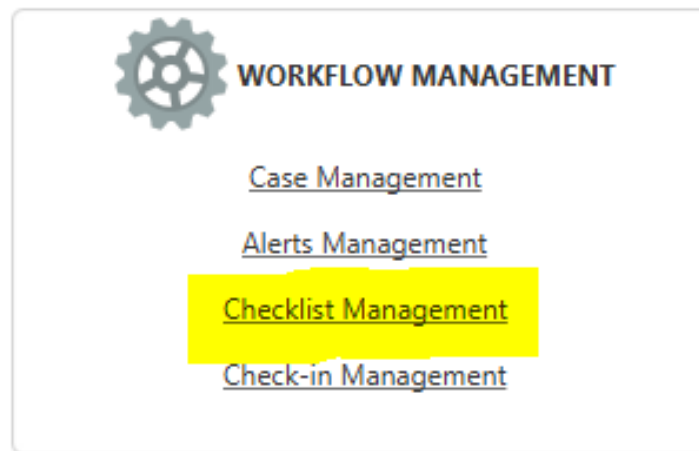 WORKFLOW MANAGEMENT
Case Management
Alerts Management
Checklist Management
Check-in Management